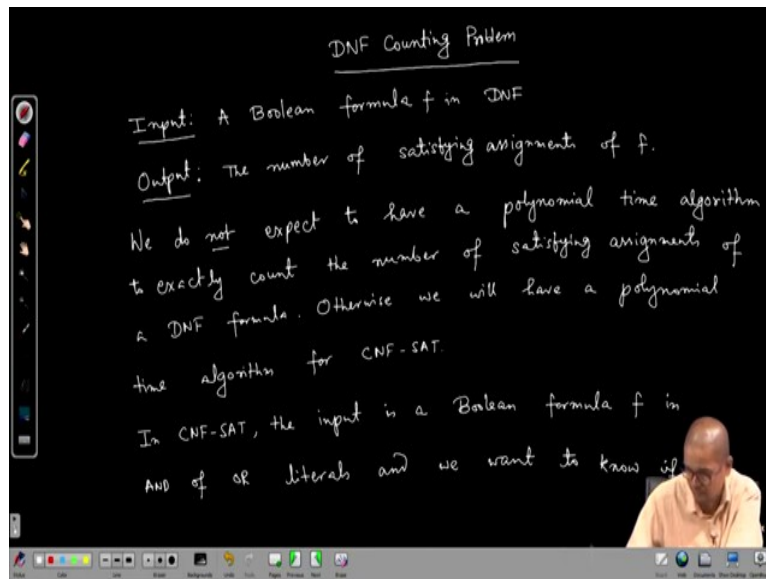 DNF Counting Problem
Input: A Boolean formula f in DNF
Output: The number of satisfying assignments of f.
We do not expect to have a polynomial time algorithm
to exactly count the number of satisfying assignments of
a DNF formula. Otherwise we will have a polynomial
time algorithm for CNF-SAT.
In CNF-SAT, the input is a Boolean formula f in
AND of OR literals and we want to know if